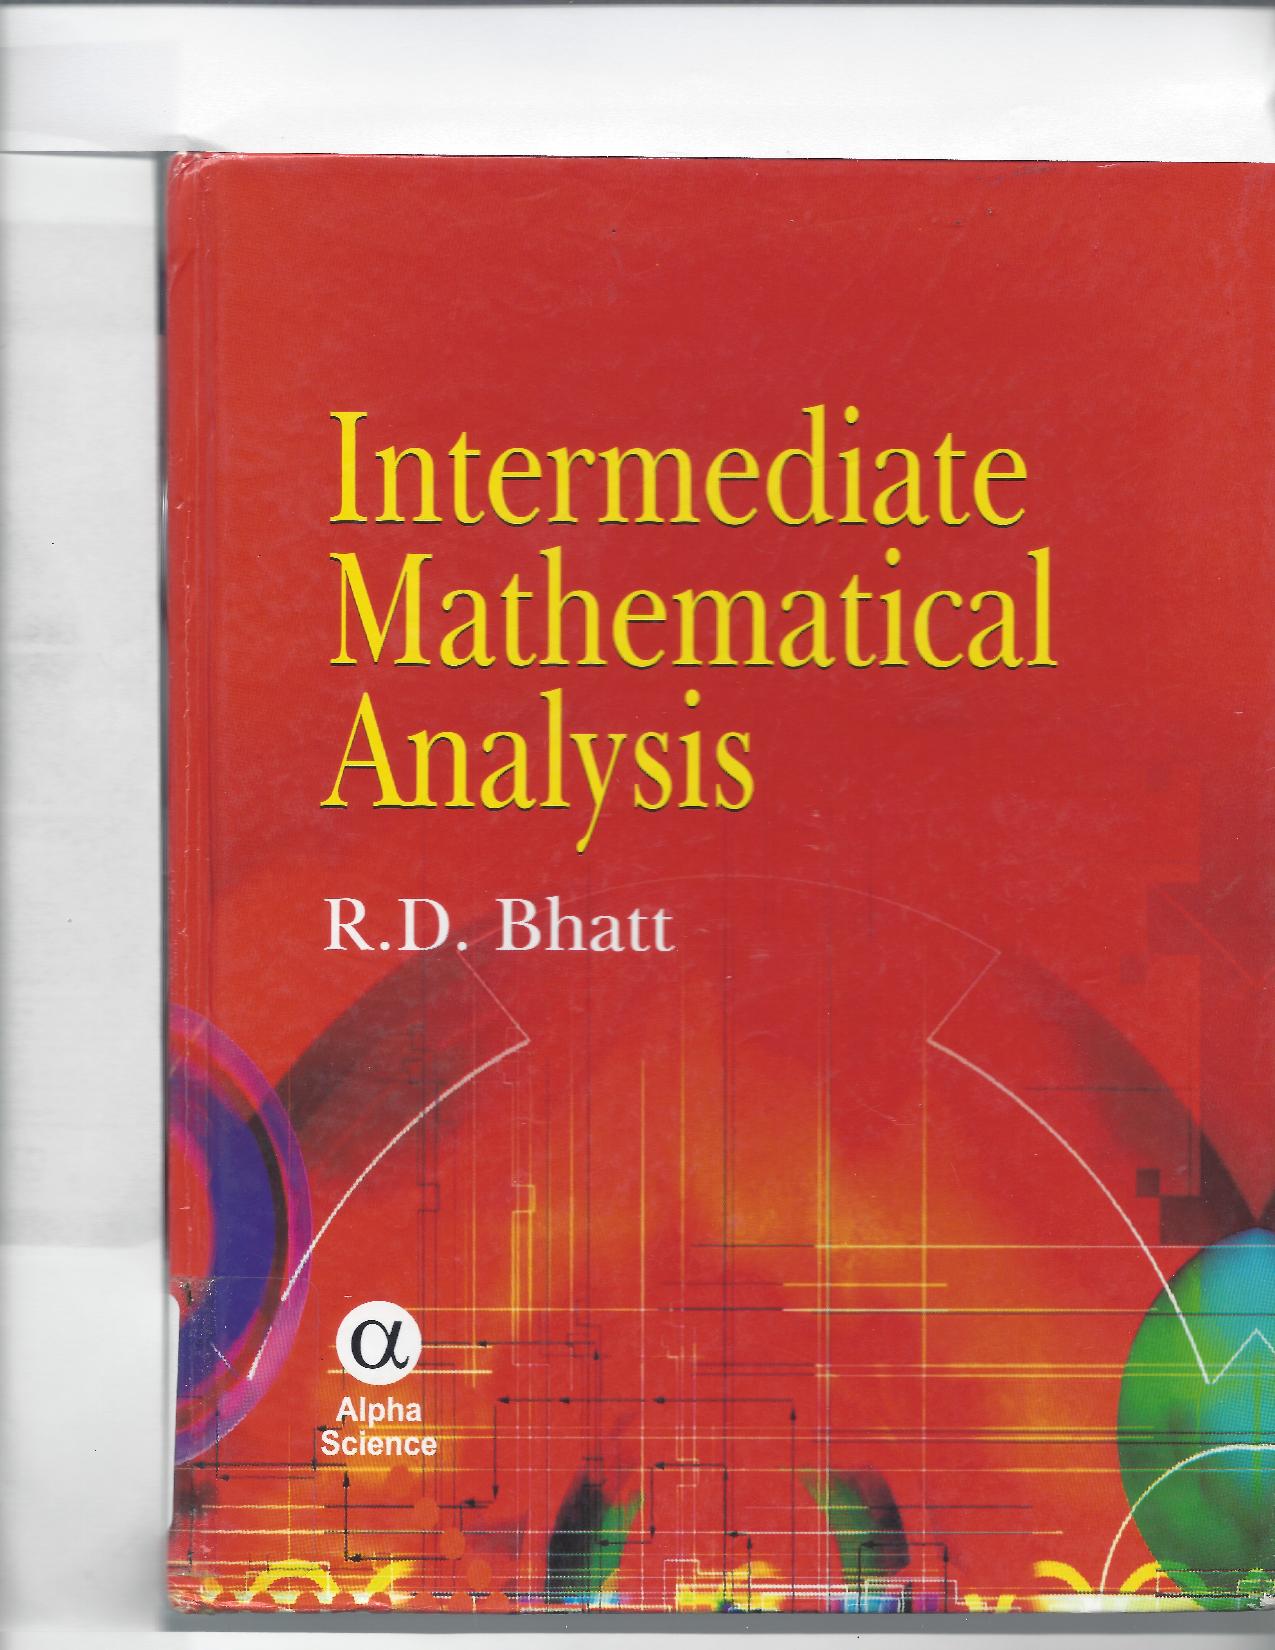 Intermediate
Mathematical
Analysis
R.D. Bhatt
α
Alpha
Science